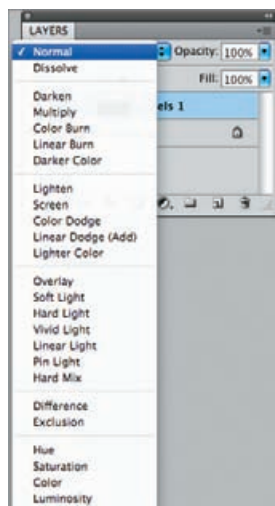 LAYERS
✓ Normal Opacity: 100%
Dissolve Fill: 100%
Darken
Multiply els 1
Color Burn
Linear Burn
Darker Color
Lighten
Screen
Color Dodge
Linear Dodge (Add)
Lighter Color
Overlay
Soft Light
Hard Light
Vivid Light
Linear Light
Pin Light
Hard Mix
Difference
Exclusion
Hue
Saturation
Color
Luminosity